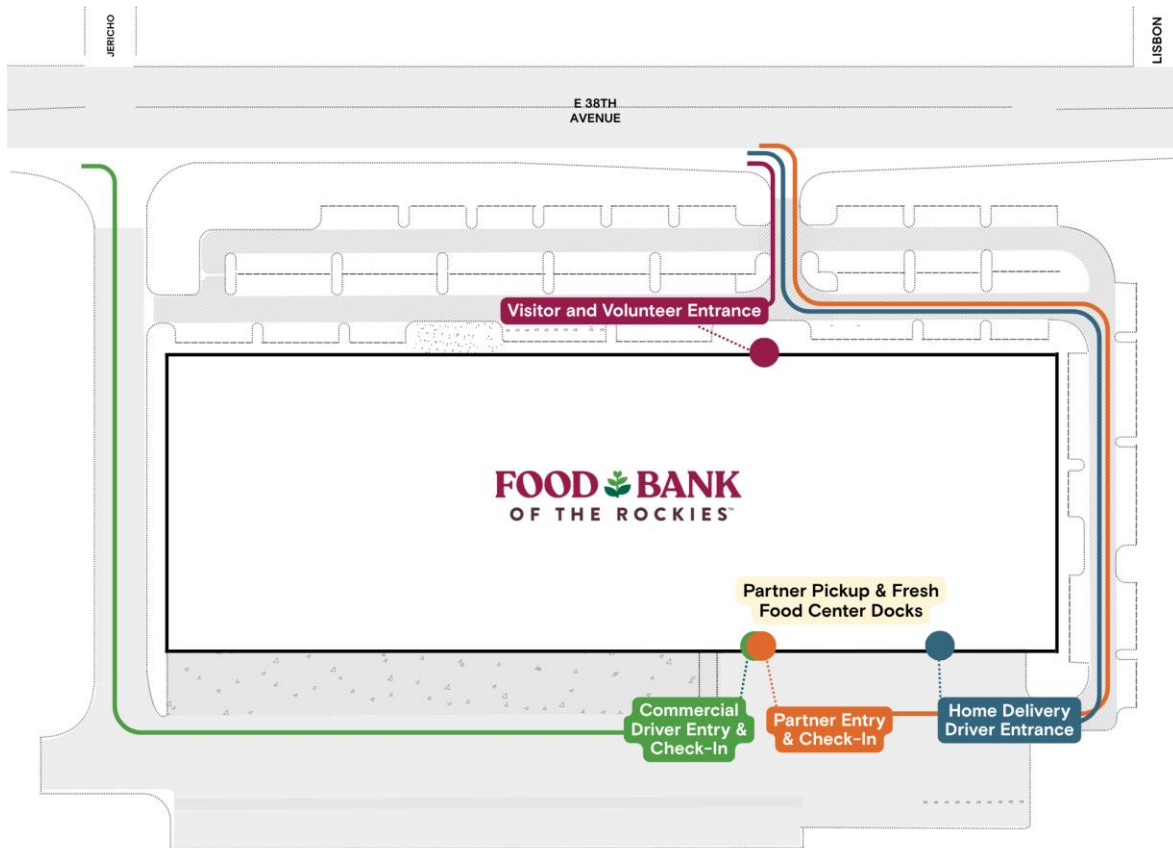 JERICHO
LISBON
E 38TH
AVENUE
Visitor and Volunteer Entrance
FOOD BANK
OF THE ROCKIES™
Partner Pickup & Fresh
Food Center Docks
Commercial
Driver Entry &
Check-In
Partner Entry
& Check-In
Home Delivery
Driver Entrance